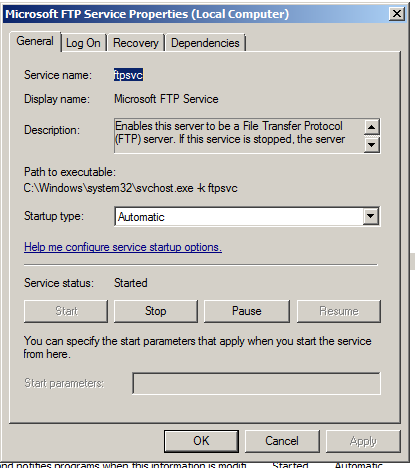 Microsoft FTP Service Properties (Local Computer)
General Log On Recovery Dependencies
Service name: ftpsvc
Display name: Microsoft FTP Service
Description: Enables this server to be a File Transfer Protocol
(FTP) server. If this service is stopped, the server
Path to executable:
C:\Windows\system32\svchost.exe -k ftpsvc
Startup type: Automatic
Help me configure service startup options.
Service status: Started
Start Stop Pause Resume
You can specify the start parameters that apply when you start the service
from here.
Start parameters:
OK Cancel Apply
and notifies programs when this information is modifi Started Automatic